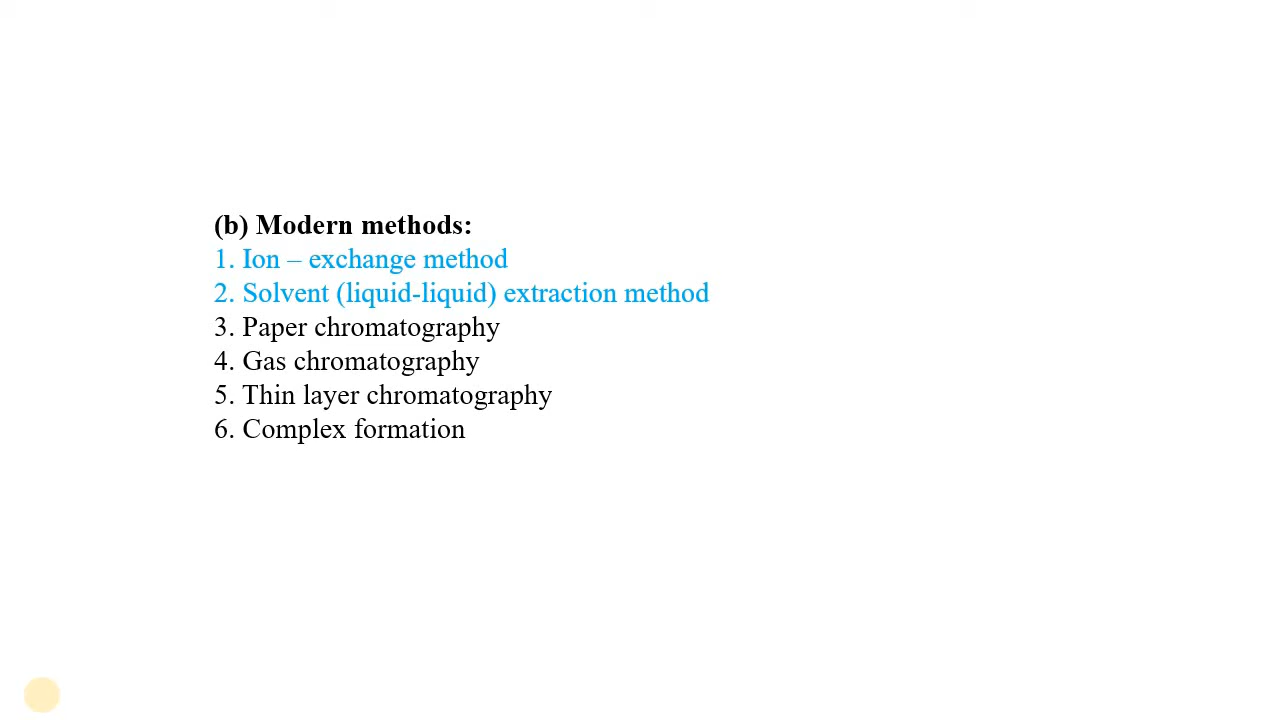 (b) Modern methods:
1. Ion – exchange method
2. Solvent (liquid-liquid) extraction method
3. Paper chromatography
4. Gas chromatography
5. Thin layer chromatography
6. Complex formation